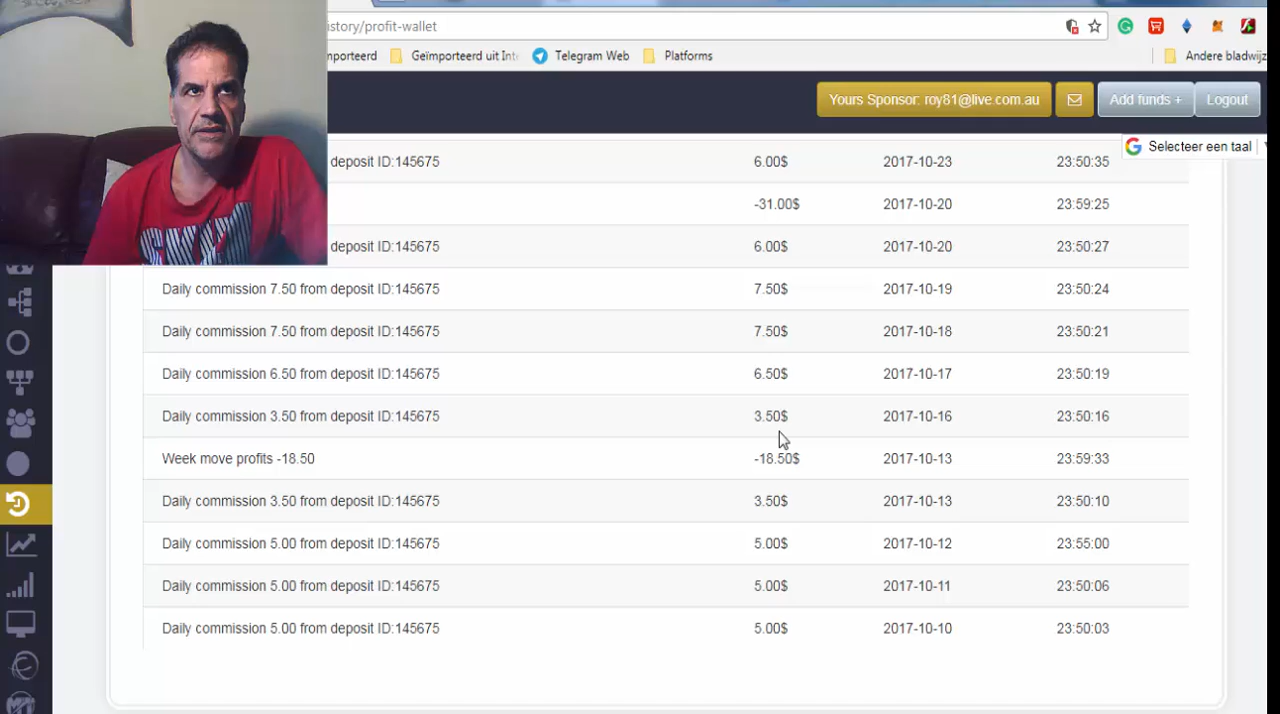 istory/profit-wallet
mporteerd Geïmporteerd uit Int Telegram Web Platforms Andere bladwijz
Yours Sponsor: roy81@live.com.au Add funds + Logout
Selecteer een taal
deposit ID:145675 6.00$ 2017-10-23 23:50:35
-31.00$ 2017-10-20 23:59:25
deposit ID:145675 6.00$ 2017-10-20 23:50:27
Daily commission 7.50 from deposit ID:145675 7.50$ 2017-10-19 23:50:24
Daily commission 7.50 from deposit ID:145675 7.50$ 2017-10-18 23:50:21
Daily commission 6.50 from deposit ID:145675 6.50$ 2017-10-17 23:50:19
Daily commission 3.50 from deposit ID:145675 3.50$ 2017-10-16 23:50:16
Week move profits -18.50 -18.50$ 2017-10-13 23:59:33
Daily commission 3.50 from deposit ID:145675 3.50$ 2017-10-13 23:50:10
Daily commission 5.00 from deposit ID:145675 5.00$ 2017-10-12 23:55:00
Daily commission 5.00 from deposit ID:145675 5.00$ 2017-10-11 23:50:06
Daily commission 5.00 from deposit ID:145675 5.00$ 2017-10-10 23:50:03